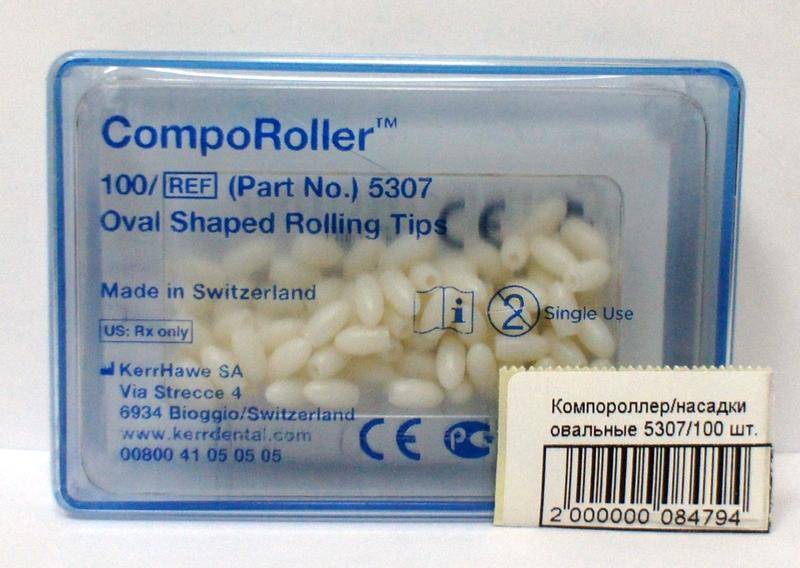 CompoRoller™
100/ REF (Part No.) 5307
Oval Shaped Rolling Tips
CE
Made in Switzerland
i 2 Single Use
US: Rx only
KerrHawe SA
Via Strecce 4
6934 Bioggio/Switzerland
www.kerrdental.com
00800 41 05 05 05
CE
Компороллер/насадки
овальные 5307/100 шт.
2 000000 084794